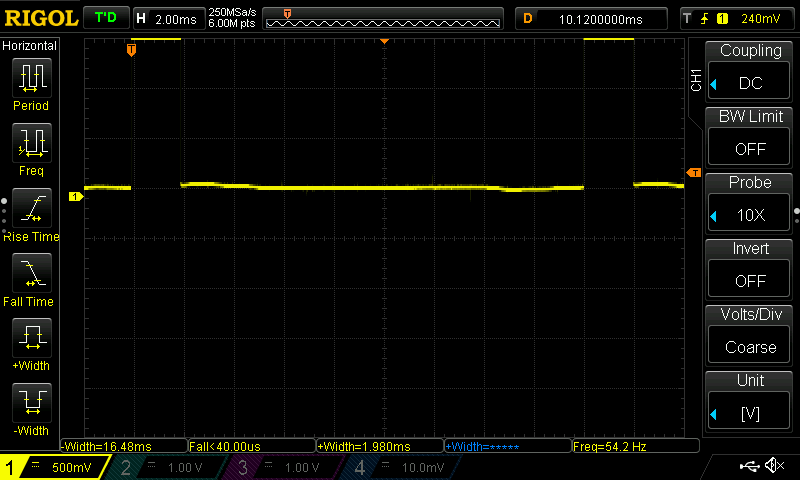 RIGOL T'D H 2.00ms 250MSa/s 6.00M pts D 10.1200000ms T 1 240mV
Horizontal
Period
Freq
Rise Time
Fall Time
+Width
-Width
T
1
T
CH1
Coupling
DC
BW Limit
OFF
Probe
10X
Invert
OFF
Volts/Div
Coarse
Unit
[V]
-Width=16.48ms Fall<40.00us +Width=1.980ms +Width=***** Freq=54.2 Hz
1 500mV 2 1.00 V 3 1.00 V 4 10.0mV